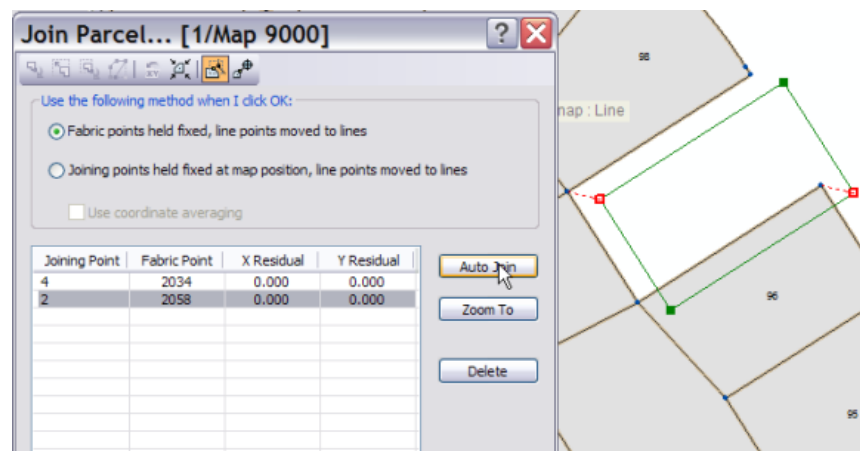 Join Parcel... [1/Map 9000]
Use the following method when I click OK:
Fabric points held fixed, line points moved to lines
Joining points held fixed at map position, line points moved to lines
Use coordinate averaging
Joining Point Fabric Point X Residual Y Residual
4 2034 0.000 0.000
2 2058 0.000 0.000
Auto Join
Zoom To
Delete
98
nap : Line
96
95